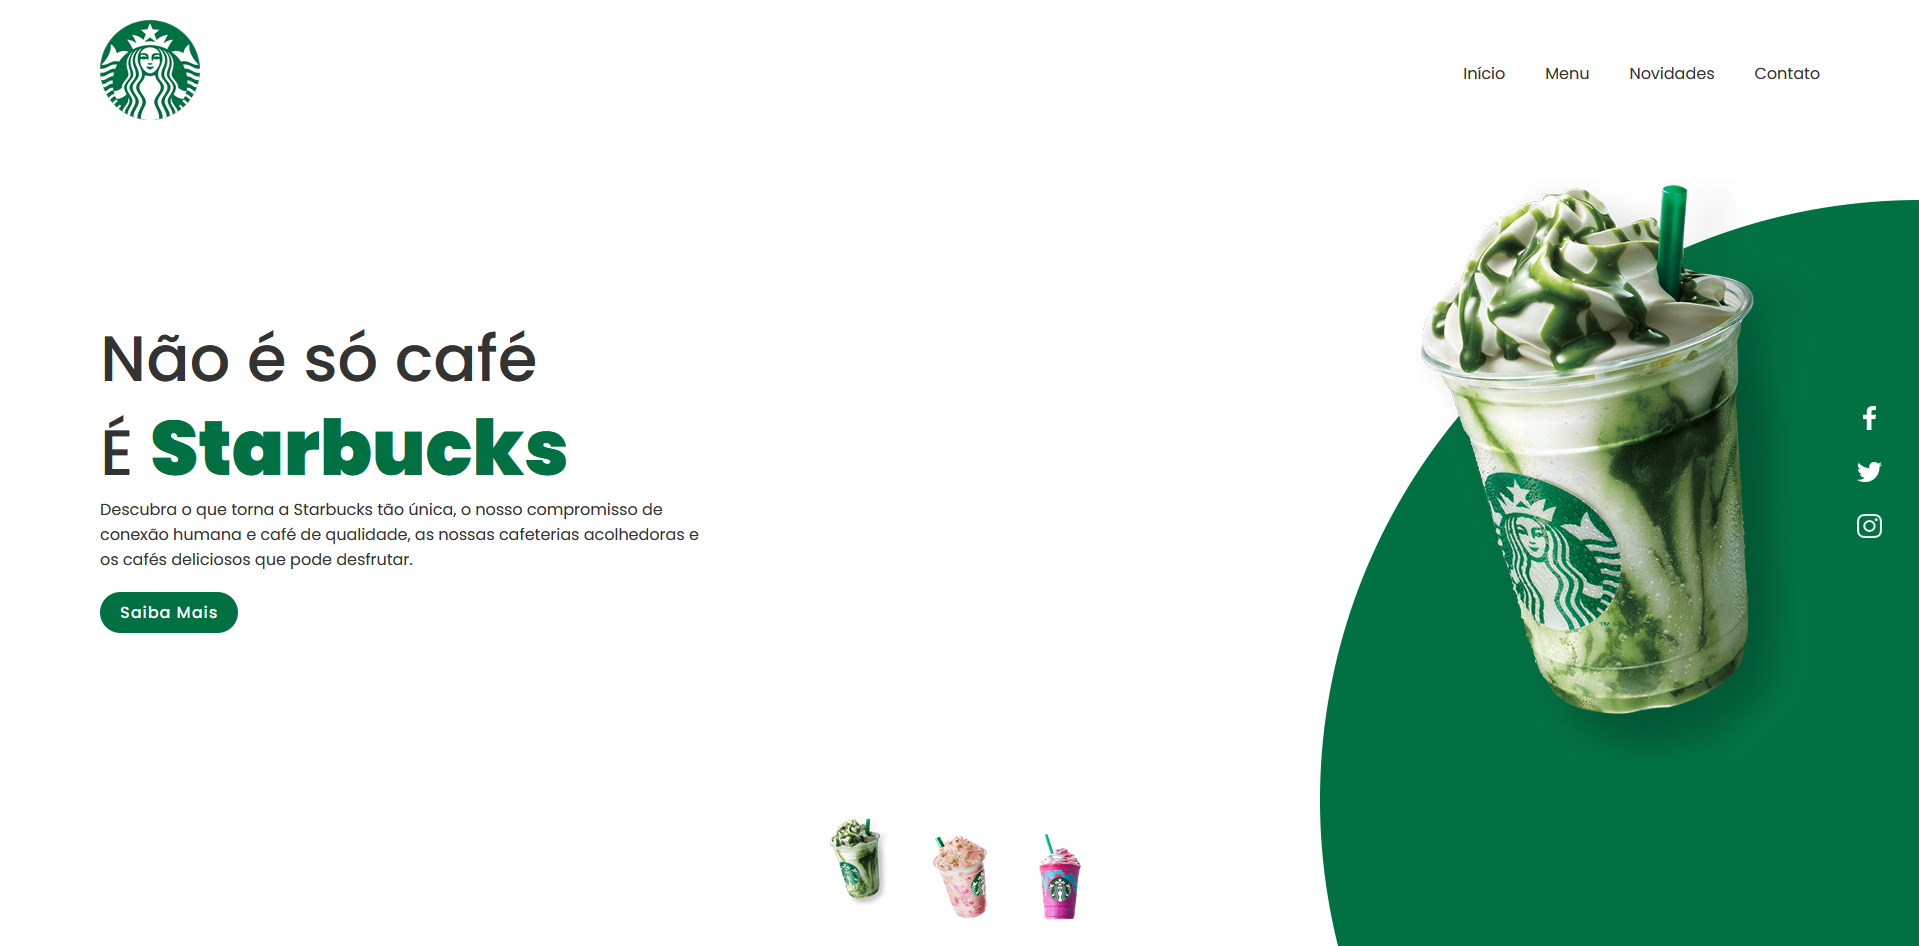 Início Menu Novidades Contato
Não é só café
É Starbucks
Descubra o que torna a Starbucks tão única, o nosso compromisso de
conexão humana e café de qualidade, as nossas cafeterias acolhedoras e
os cafés deliciosos que pode desfrutar.
Saiba Mais